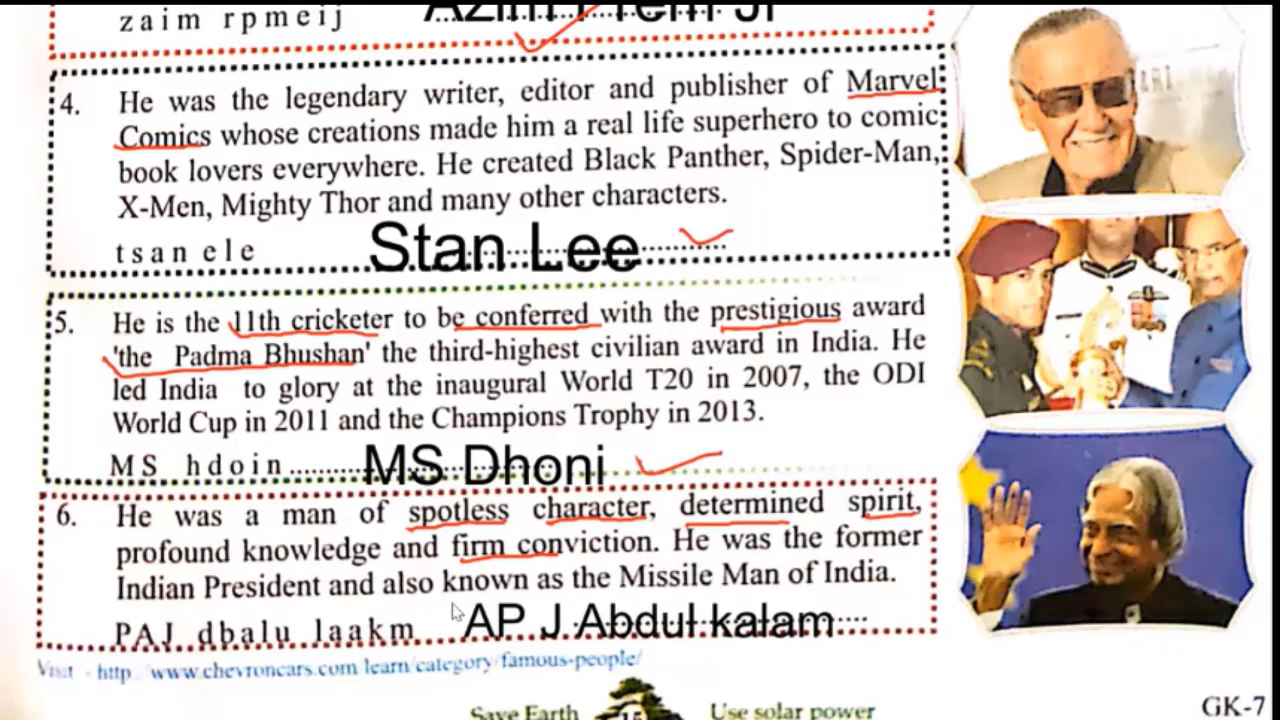 zaim rpmeij Azim Prem Ji
4. He was the legendary writer, editor and publisher of Marvel
Comics whose creations made him a real life superhero to comic
book lovers everywhere. He created Black Panther, Spider-Man,
X-Men, Mighty Thor and many other characters.
tsan ele Stan Lee
5. He is the 11th cricketer to be conferred with the prestigious award
'the Padma Bhushan' the third-highest civilian award in India. He
led India to glory at the inaugural World T20 in 2007, the ODI
World Cup in 2011 and the Champions Trophy in 2013.
MS hdoin MS Dhoni
6. He was a man of spotless character, determined spirit,
profound knowledge and firm conviction. He was the former
Indian President and also known as the Missile Man of India.
PAJ dbalu laakm AP J Abdul kalam
Visit - http www.chevroncars.com learn/category/famous-people/
Save Earth 15 Use solar power
GK-7